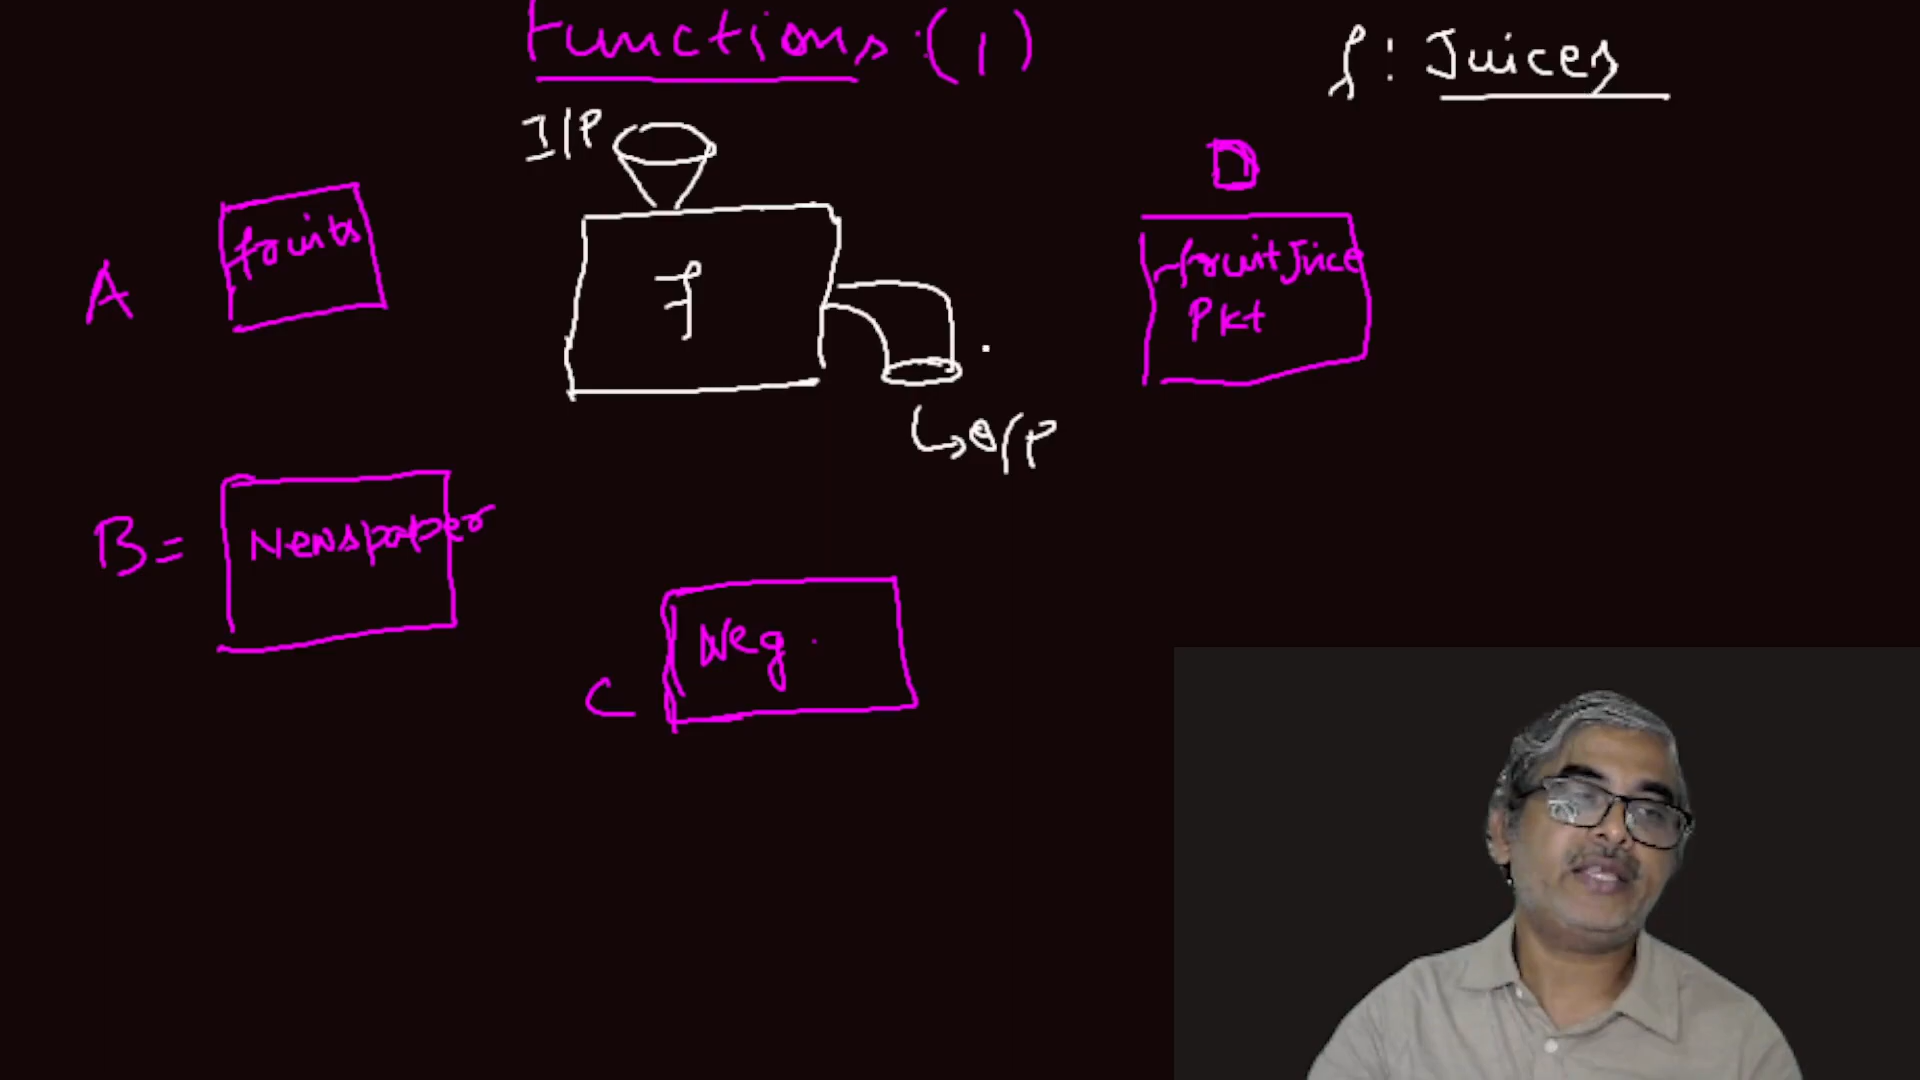 Functions (1)
f : Juices
I/P
D
A
fruits
f
fruit Juice
Pkt
O/P
B =
Newspaper
C
Veg.